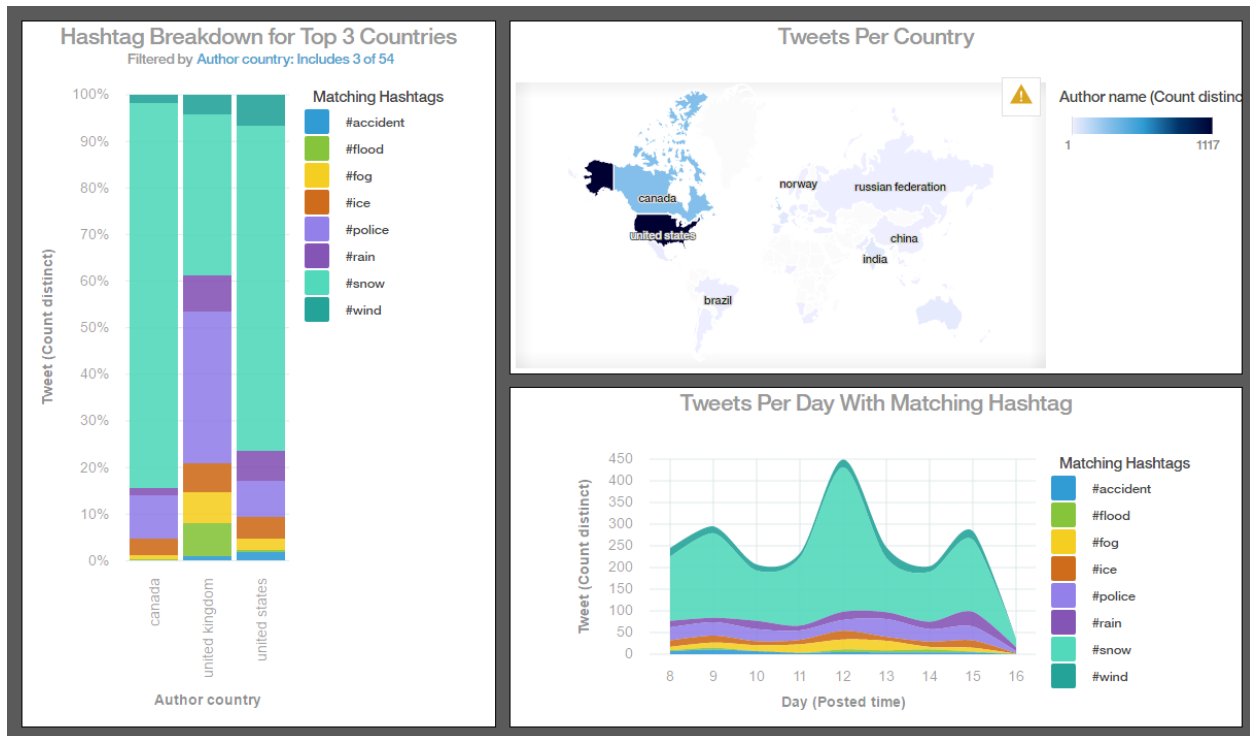 Hashtag Breakdown for Top 3 Countries
Filtered by Author country: Includes 3 of 54
Matching Hashtags
#accident
#flood
#fog
#ice
#police
#rain
#snow
#wind
Tweet (Count distinct)
100%
90%
80%
70%
60%
50%
40%
30%
20%
10%
0%
canada
united kingdom
united states
Author country
Tweets Per Country
Author name (Count distinc
1 1117
canada
united states
norway
russian federation
china
india
brazil
Tweets Per Day With Matching Hashtag
Tweet (Count distinct)
450
400
350
300
250
200
150
100
50
0
8 9 10 11 12 13 14 15 16
Day (Posted time)
Matching Hashtags
#accident
#flood
#fog
#ice
#police
#rain
#snow
#wind